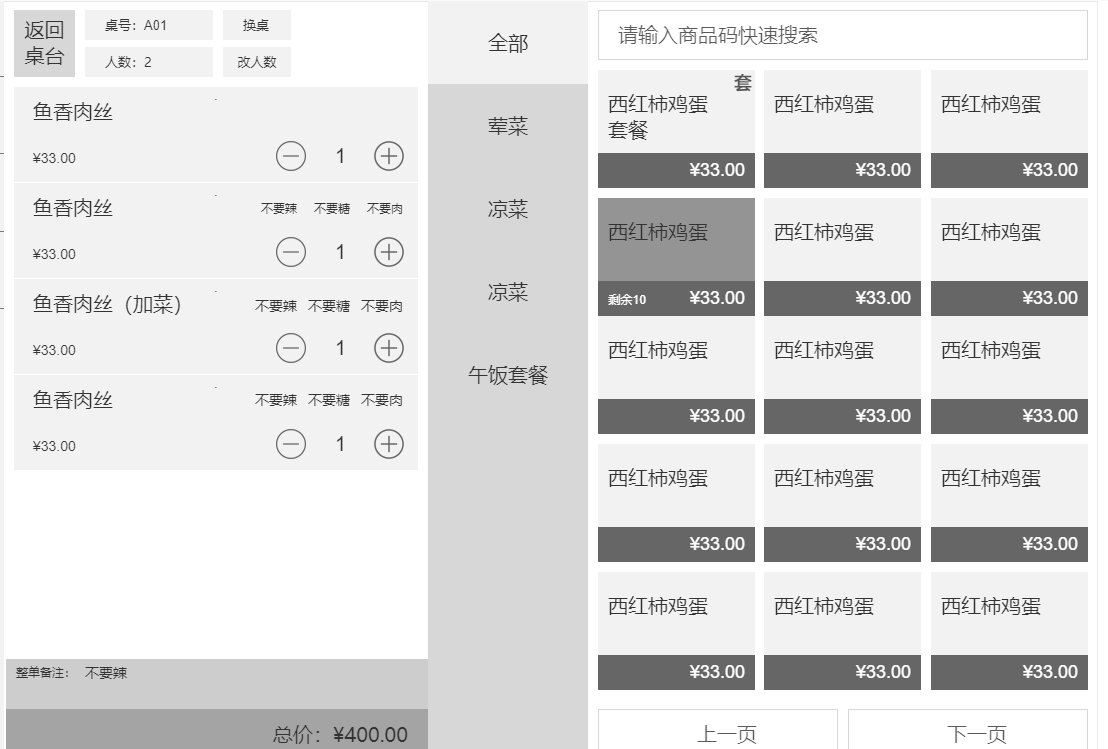 返回
桌台
桌号：A01
换桌
人数：2
改人数
鱼香肉丝
¥33.00
1
鱼香肉丝
不要辣 不要糖 不要肉
¥33.00
1
鱼香肉丝（加菜）
不要辣 不要糖 不要肉
¥33.00
1
鱼香肉丝
不要辣 不要糖 不要肉
¥33.00
1
整单备注： 不要辣
总价：¥400.00
全部
荤菜
凉菜
凉菜
午饭套餐
请输入商品码快速搜索
套
西红柿鸡蛋
套餐
¥33.00
西红柿鸡蛋
¥33.00
西红柿鸡蛋
¥33.00
西红柿鸡蛋
剩余10 ¥33.00
西红柿鸡蛋
¥33.00
西红柿鸡蛋
¥33.00
西红柿鸡蛋
¥33.00
西红柿鸡蛋
¥33.00
西红柿鸡蛋
¥33.00
西红柿鸡蛋
¥33.00
西红柿鸡蛋
¥33.00
西红柿鸡蛋
¥33.00
西红柿鸡蛋
¥33.00
西红柿鸡蛋
¥33.00
西红柿鸡蛋
¥33.00
上一页
下一页